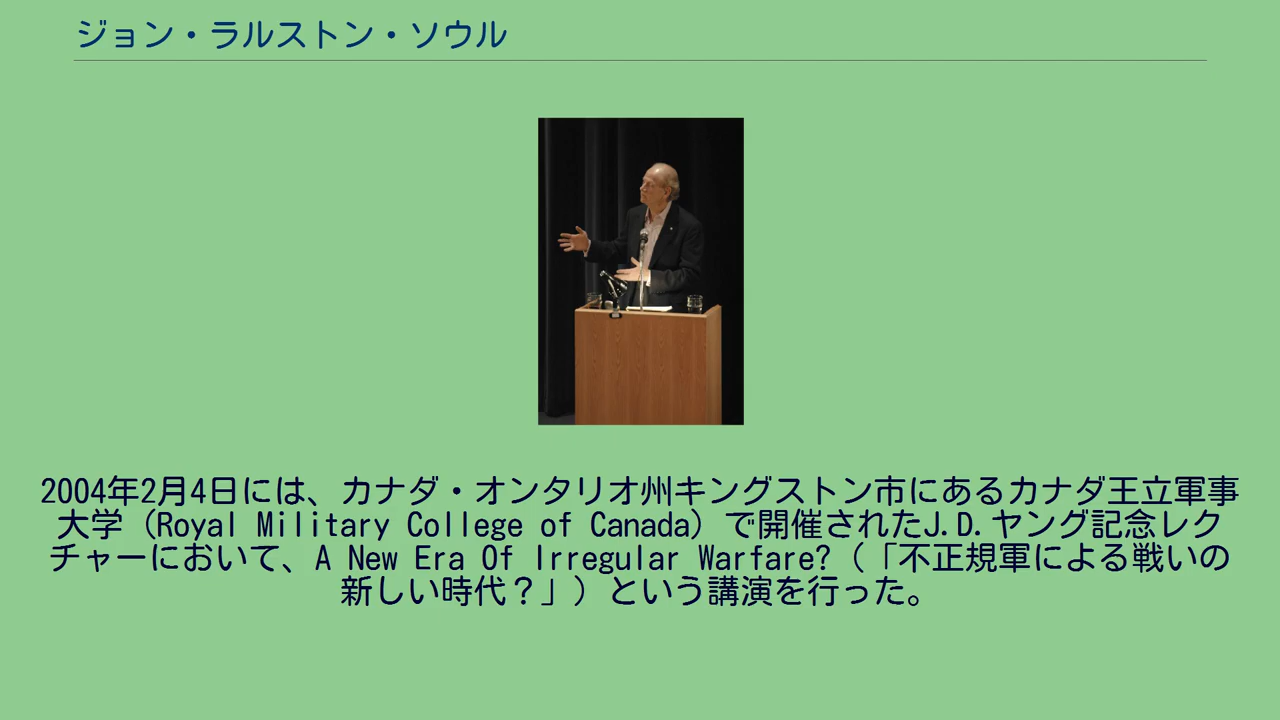 ジョン・ラルストン・ソウル
2004年2月4日には、カナダ・オンタリオ州キングストン市にあるカナダ王立軍事
大学（Royal Military College of Canada）で開催されたJ.D.ヤング記念レク
チャーにおいて、A New Era Of Irregular Warfare?（「不正規軍による戦いの
新しい時代？」）という講演を行った。